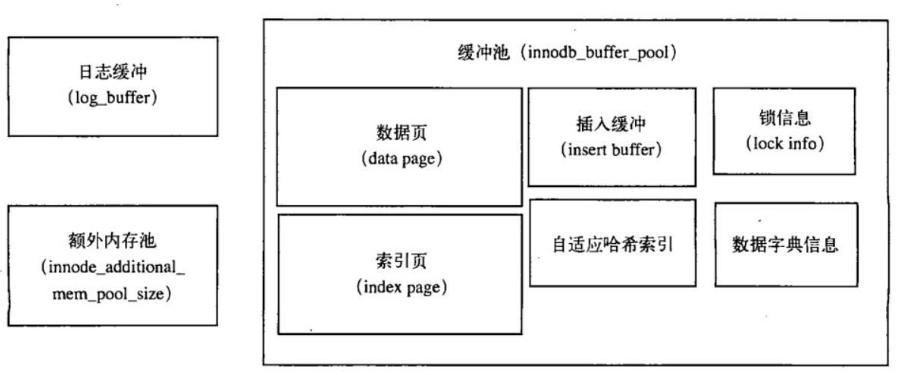 日志缓冲
(log_buffer)
额外内存池
(innode_additional_
mem_pool_size)
缓冲池 (innodb_buffer_pool)
数据页
(data page)
插入缓冲
(insert buffer)
锁信息
(lock info)
索引页
(index page)
自适应哈希索引
数据字典信息